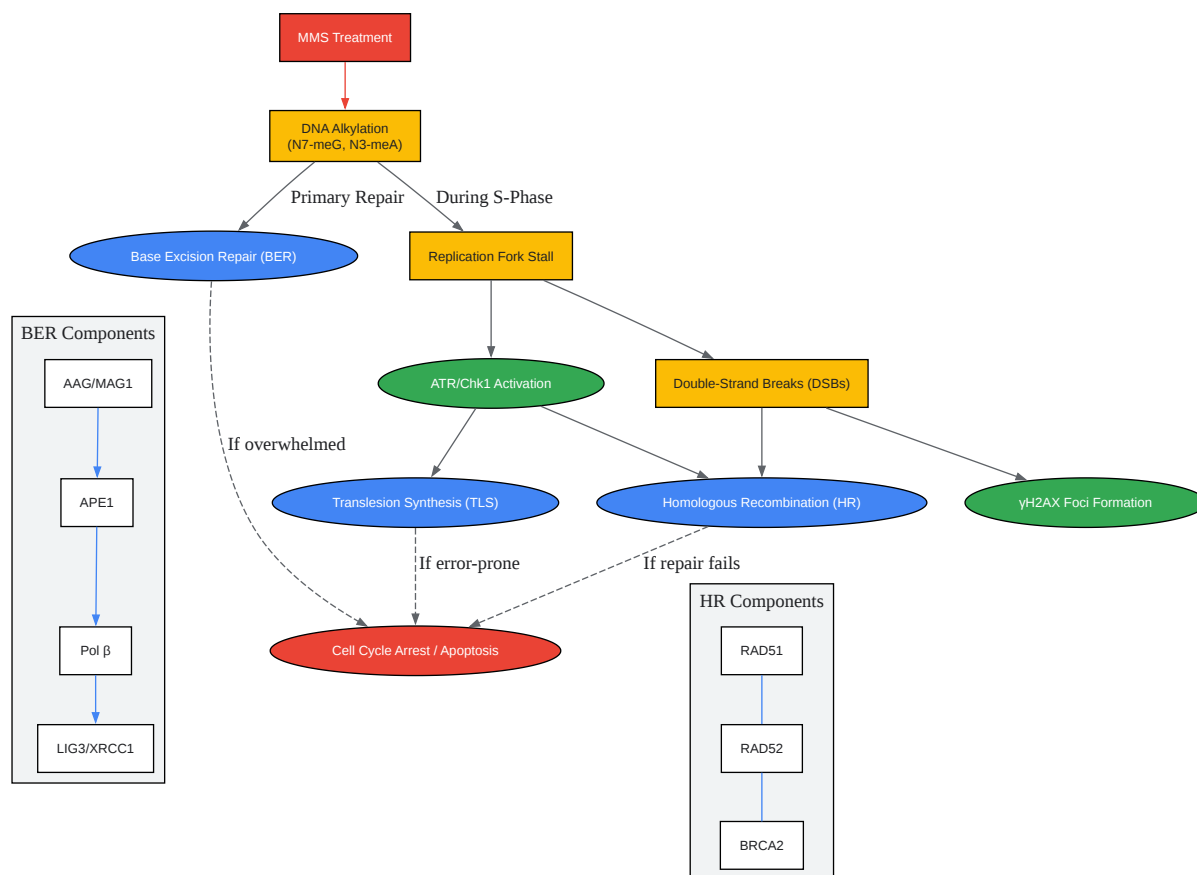 MMS Treatment
DNA Alkylation
(N7-meG, N3-meA)
Primary Repair
During S-Phase
Base Excision Repair (BER)
Replication Fork Stall
BER Components
AAG/MAG1
ATR/Chk1 Activation
Double-Strand Breaks (DSBs)
If overwhelmed
APE1
Translesion Synthesis (TLS)
Homologous Recombination (HR)
γH2AX Foci Formation
If error-prone
If repair fails
HR Components
Pol β
Cell Cycle Arrest / Apoptosis
RAD51
LIG3/XRCC1
RAD52
BRCA2